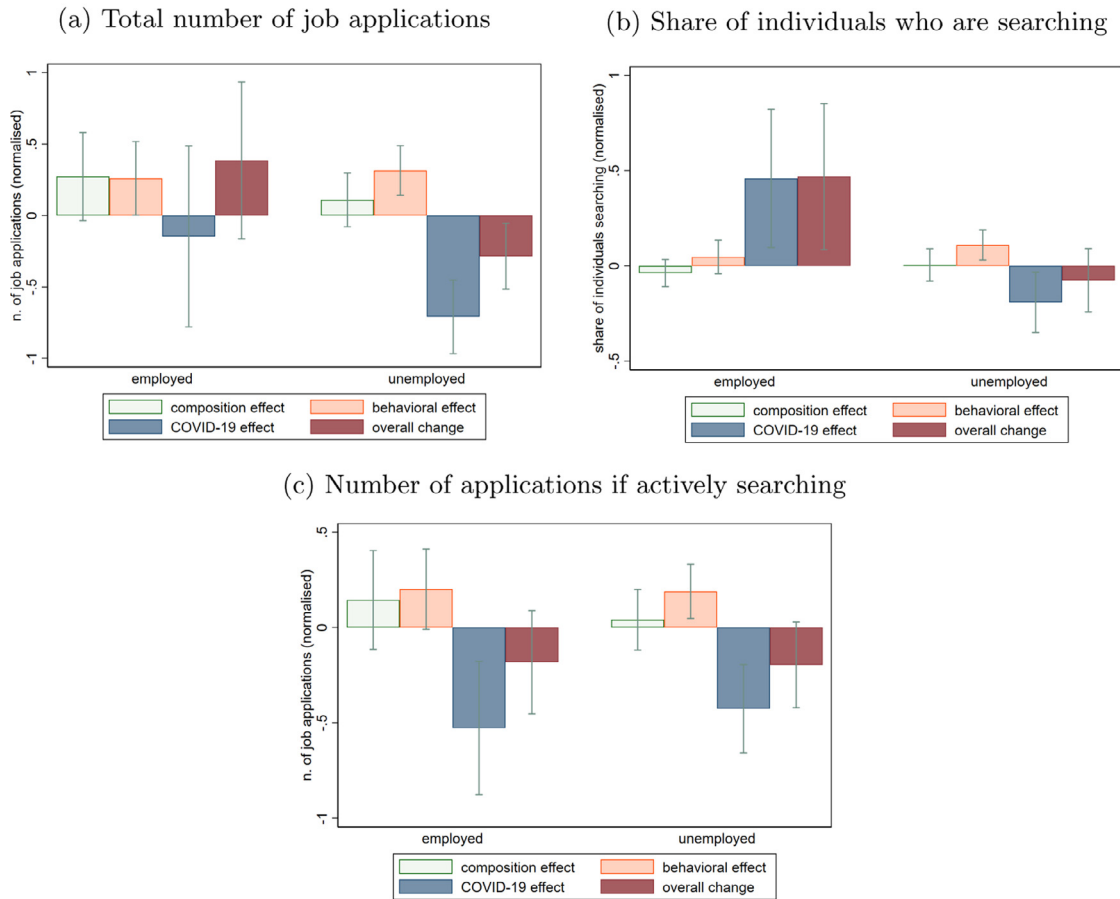 (a) Total number of job applications
n. of job applications (normalised)
1
.5
0
-.5
-1
employed unemployed
composition effect behavioral effect
COVID-19 effect overall change
(b) Share of individuals who are searching
share of individuals searching (normalised)
1
.5
0
-.5
employed unemployed
composition effect behavioral effect
COVID-19 effect overall change
(c) Number of applications if actively searching
n. of job applications (normalised)
.5
0
-.5
-1
employed unemployed
composition effect behavioral effect
COVID-19 effect overall change